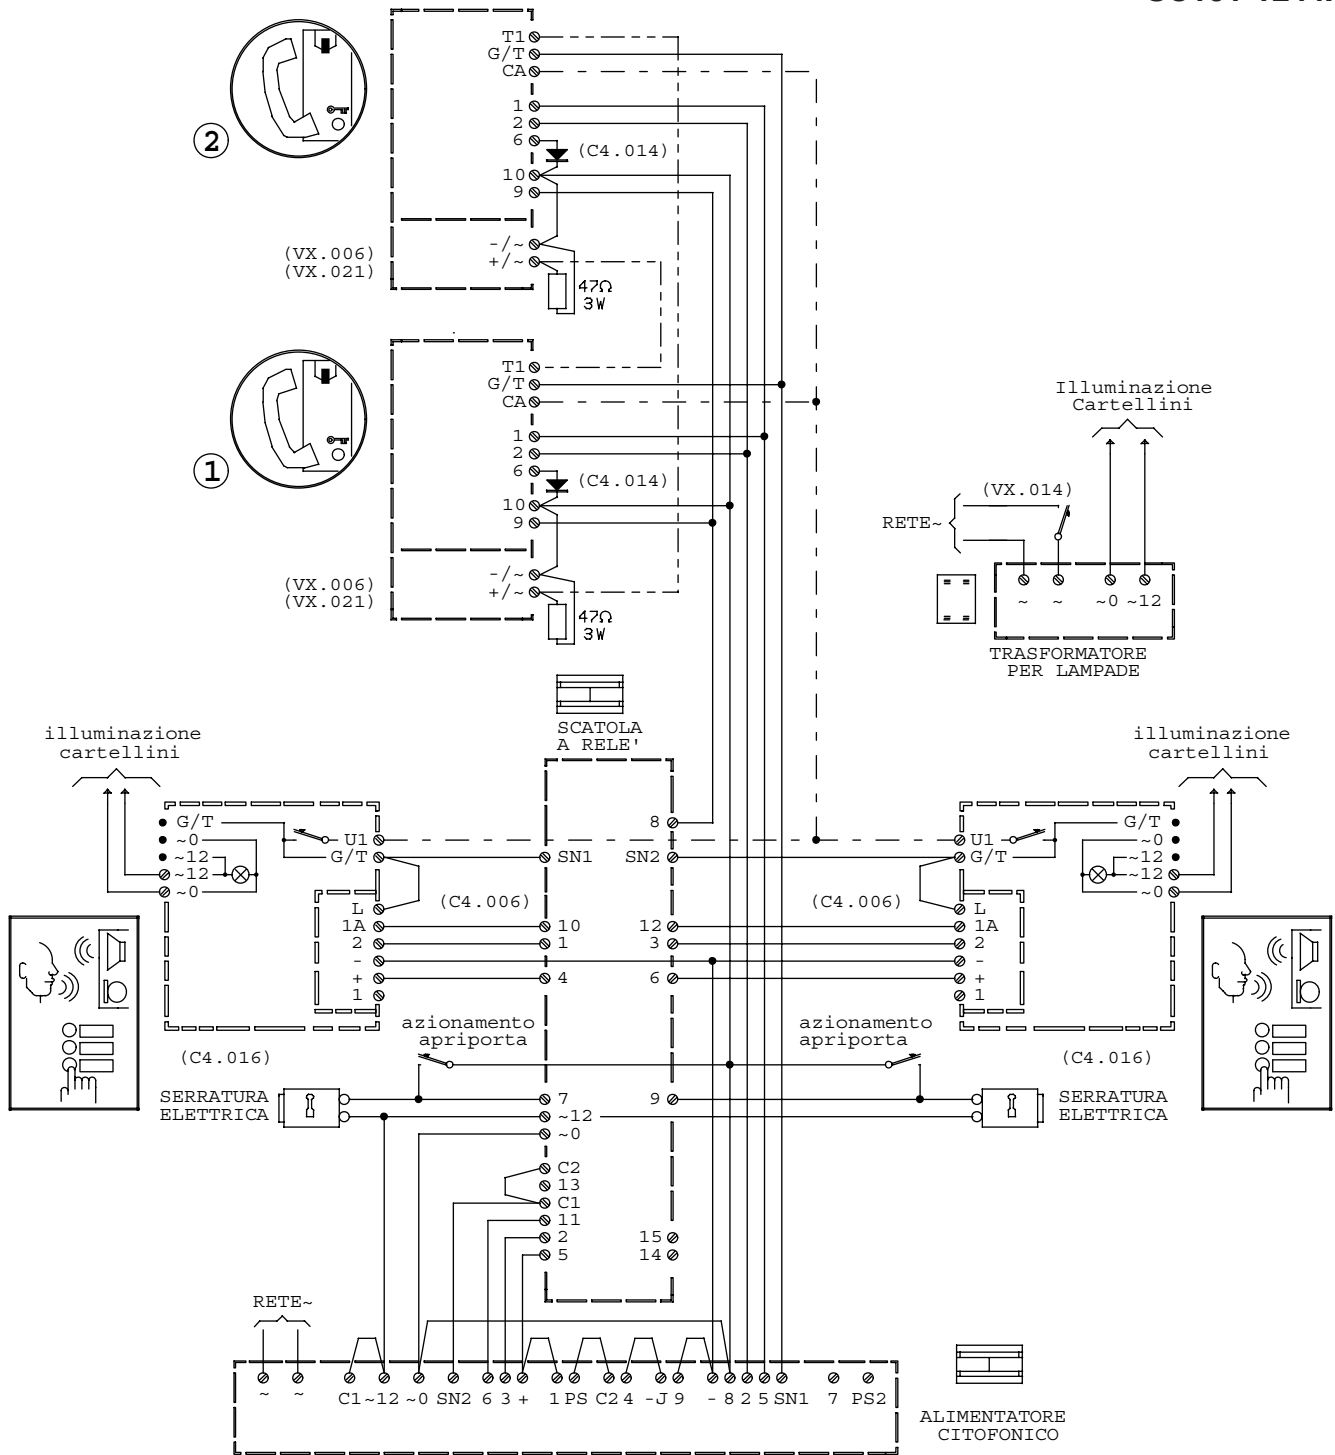 2
T1
G/T
CA
1
2
6
(C4.014)
10
9
-/~
+/~
(VX.006)
(VX.021)
47Ω
3W
1
T1
G/T
CA
1
2
6
(C4.014)
10
9
-/~
+/~
(VX.006)
(VX.021)
47Ω
3W
Illuminazione
Cartellini
(VX.014)
RETE~
~ ~ ~0 ~12
TRASFORMATORE
PER LAMPADE
SCATOLA
A RELE'
illuminazione
cartellini
G/T
~0
~12
~12
~0
U1
G/T
L
1A
2
-
+
1
(C4.006)
(C4.016)
8
SN1 SN2
10 12
1 3
4 6
7 9
~12
~0
C2
13
C1
11
2 15
5 14
illuminazione
cartellini
U1
G/T
G/T
~0
~12
~12
~0
L
1A
2
-
+
1
(C4.006)
(C4.016)
azionamento
apriporta
azionamento
apriporta
SERRATURA
ELETTRICA
SERRATURA
ELETTRICA
RETE~
~ ~ C1 ~12 ~0 SN2 6 3 + 1 PS C2 4 -J 9 - 8 2 5 SN1 7 PS2
ALIMENTATORE
CITOFONICO